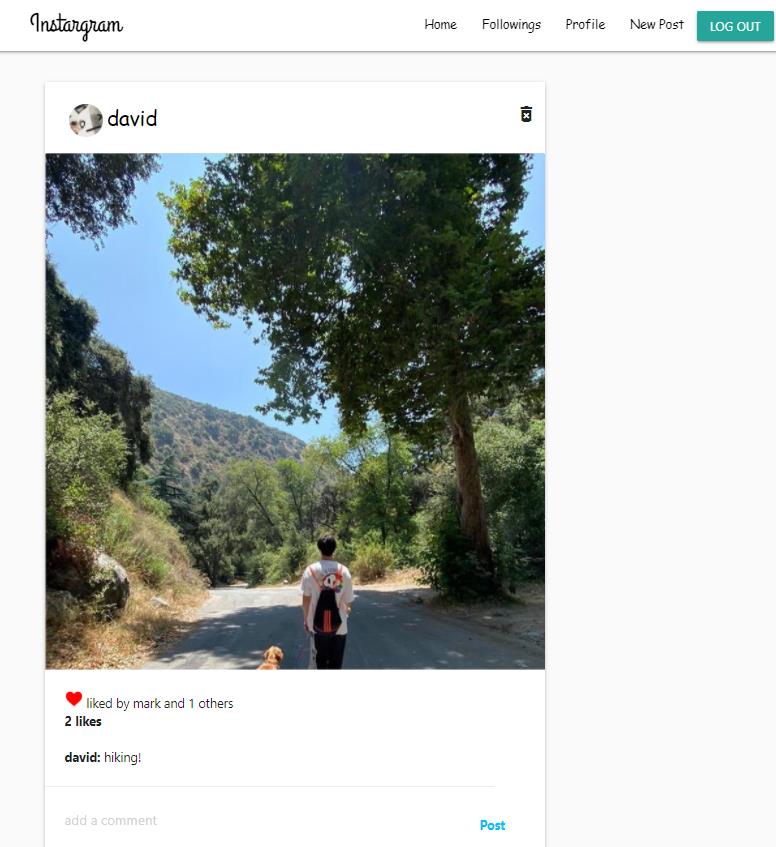 Instargram
Home Followings Profile New Post LOG OUT
david
liked by mark and 1 others
2 likes
david: hiking!
add a comment
Post